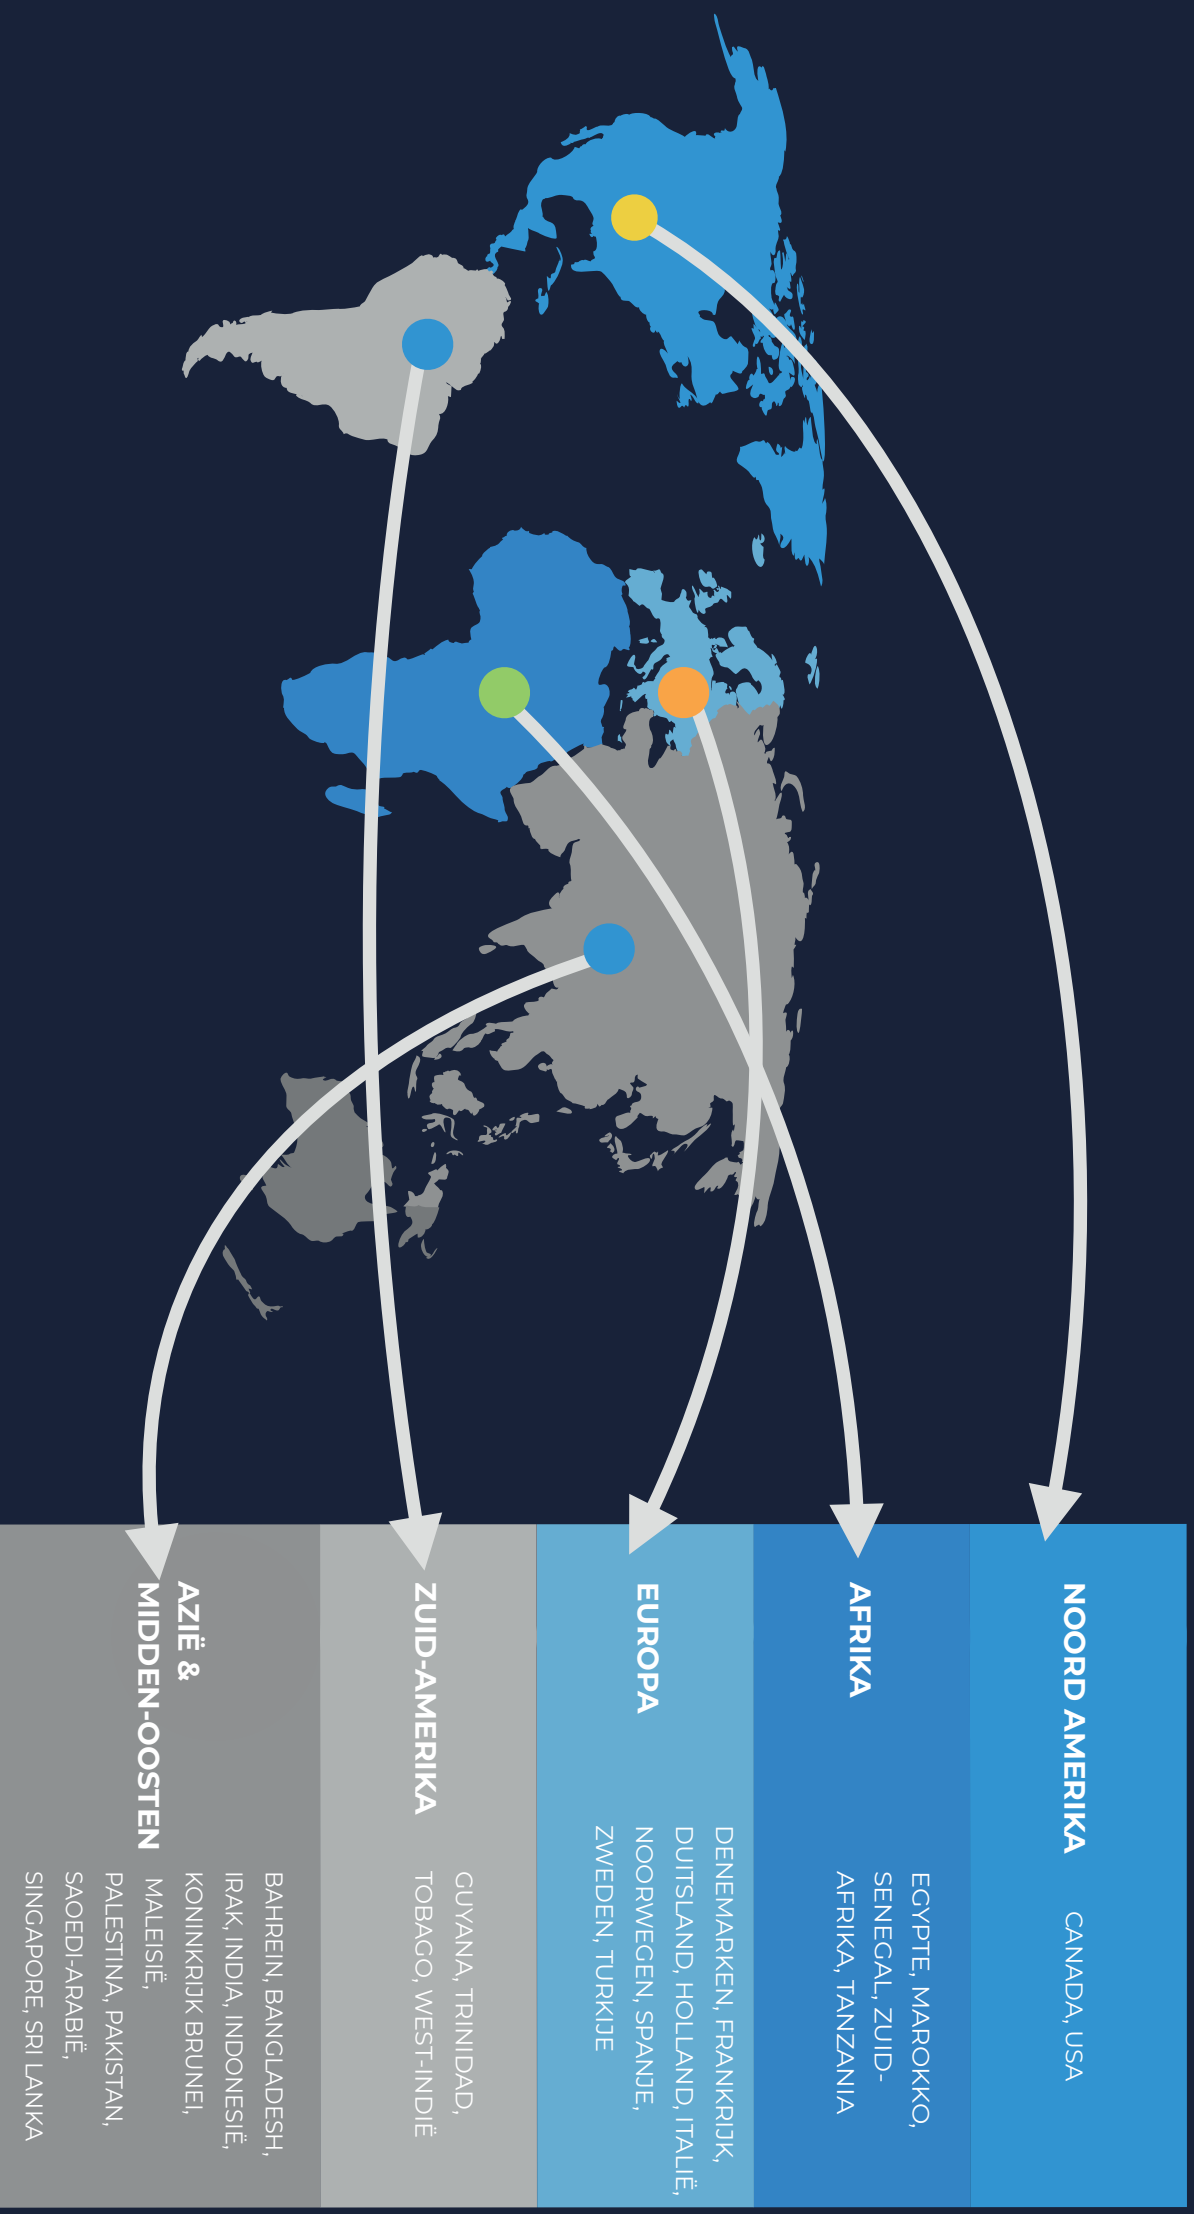 NOORD AMERIKA
CANADA, USA
AFRIKA
EGYPTE, MAROKKO,
SENEGAL, ZUID-
AFRIKA, TANZANIA
EUROPA
DENEMARKEN, FRANKRIJK,
DUITSLAND, HOLLAND, ITALIË,
NOORWEGEN, SPANJE,
ZWEDEN, TURKIJE
ZUID-AMERIKA
GUYANA, TRINIDAD,
TOBAGO, WEST-INDIË
AZIË &
MIDDEN-OOSTEN
BAHREIN, BANGLADESH,
IRAK, INDIA, INDONESIË,
KONINKRIJK BRUNEI,
MALEISIË,
PALESTINA, PAKISTAN,
SAOEDI-ARABIË,
SINGAPORE, SRI LANKA